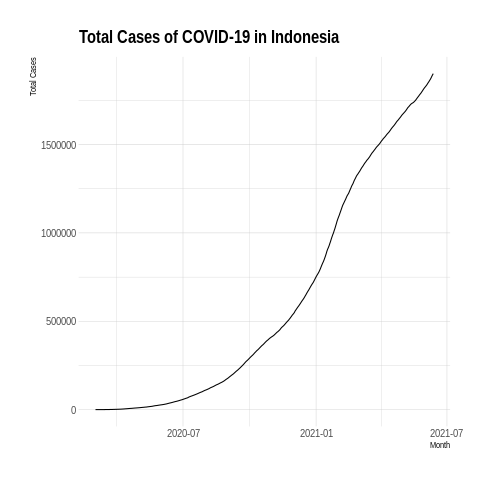 Total Cases of COVID-19 in Indonesia
Total Cases
1500000
1000000
500000
0
2020-07 2021-01 2021-07
Month